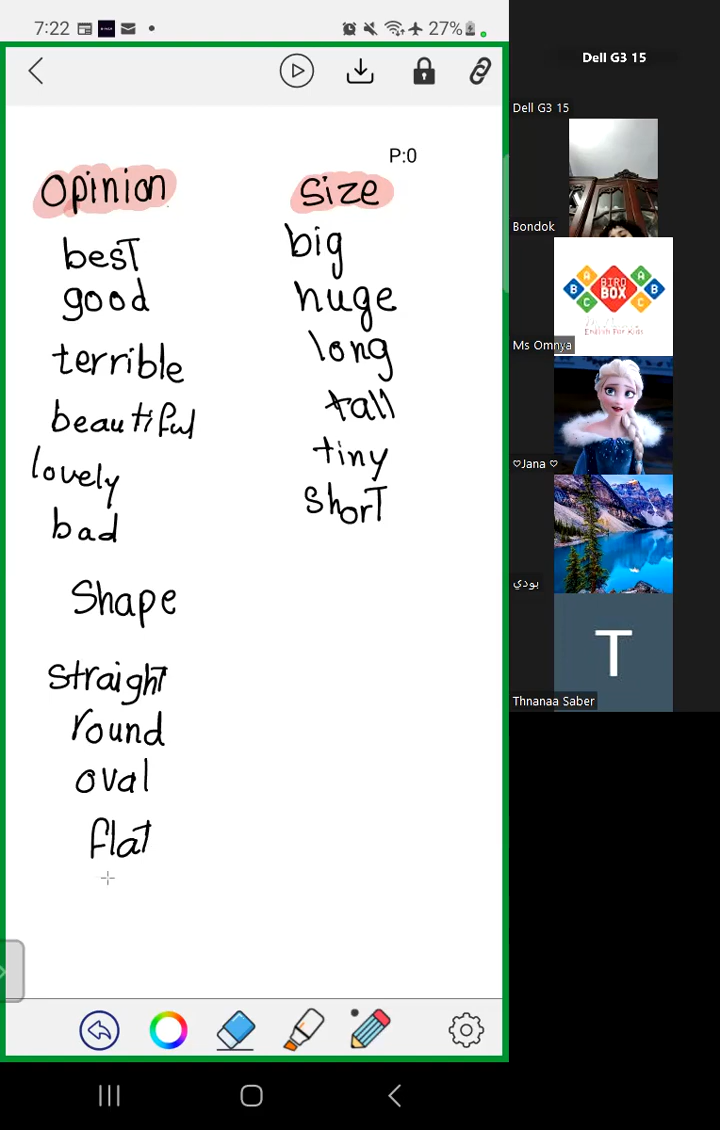 7:22
27%
P:0
Opinion
best
good
terrible
beautiful
lovely
bad
Size
big
huge
long
tall
tiny
short
Shape
straight
round
oval
flat
Dell G3 15
Dell G3 15
Bondok
A
A
B
BIRD
BOX
B
C
C
ENGLISH FOR KIDS
Ms Omnya
♡Jana ♡
بودي
T
Thnanaa Saber